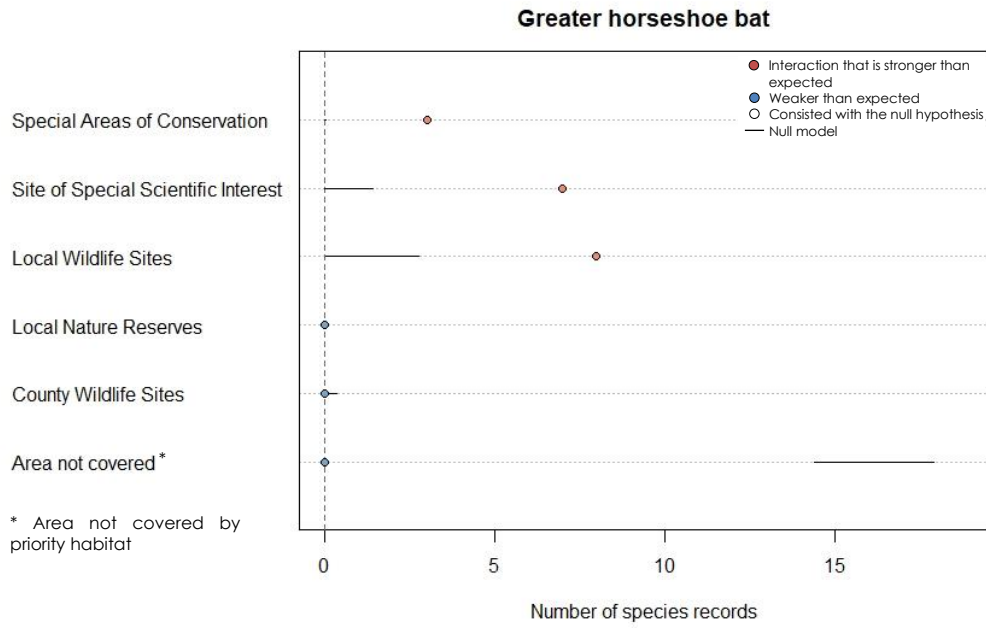 Greater horseshoe bat
Interaction that is stronger than
expected
Weaker than expected
Consisted with the null hypothesis
Null model
Special Areas of Conservation
Site of Special Scientific Interest
Local Wildlife Sites
Local Nature Reserves
County Wildlife Sites
Area not covered *
* Area not covered by
priority habitat
0 5 10 15
Number of species records